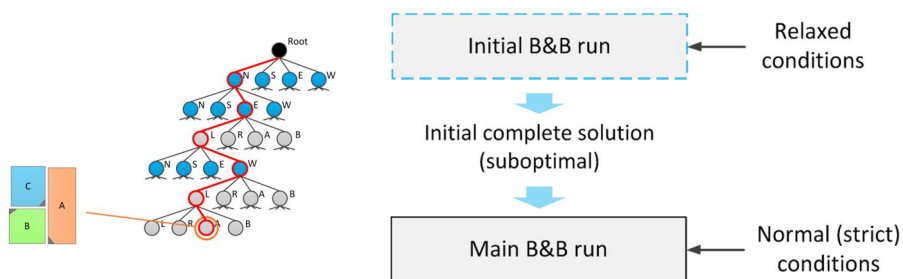 Root
N S E W
N S E W
L R A B
N S E W
L R A B
L R A B
C
A
B
Initial B&B run
Relaxed
conditions
Initial complete solution
(suboptimal)
Main B&B run
Normal (strict)
conditions